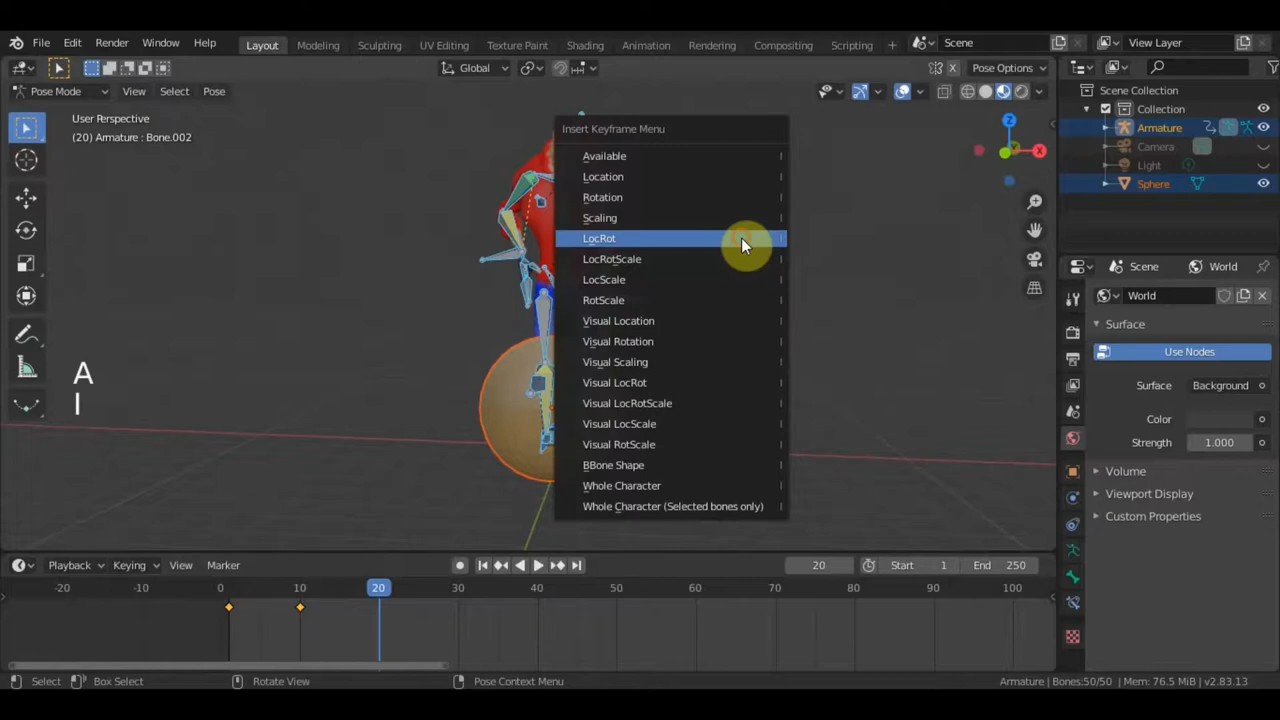 File Edit Render Window Help Layout Modeling Sculpting UV Editing Texture Paint Shading Animation Rendering Compositing Scripting + Scene View Layer
Global X Pose Options
Pose Mode View Select Pose
User Perspective
(20) Armature : Bone.002
Insert Keyframe Menu
Available I
Location I
Rotation I
Scaling I
LocRot
LocRotScale I
LocScale I
RotScale I
Visual Location I
Visual Rotation I
Visual Scaling I
Visual LocRot I
Visual LocRotScale I
Visual LocScale I
Visual RotScale I
BBone Shape I
Whole Character I
Whole Character (Selected bones only) I
Z
X
Y
A
I
Scene Collection
Collection
Armature
Camera
Light
Sphere
Scene World
World
Surface
Use Nodes
Surface Background
Color
Strength 1.000
Volume
Viewport Display
Custom Properties
Playback Keying View Marker 20 Start 1 End 250
-20 0 10 20 30 40 50 60 70 80 90 100
Select Box Select Rotate View Pose Context Menu Armature | Bones:50/50 | Mem: 76.5 MiB | v2.83.13